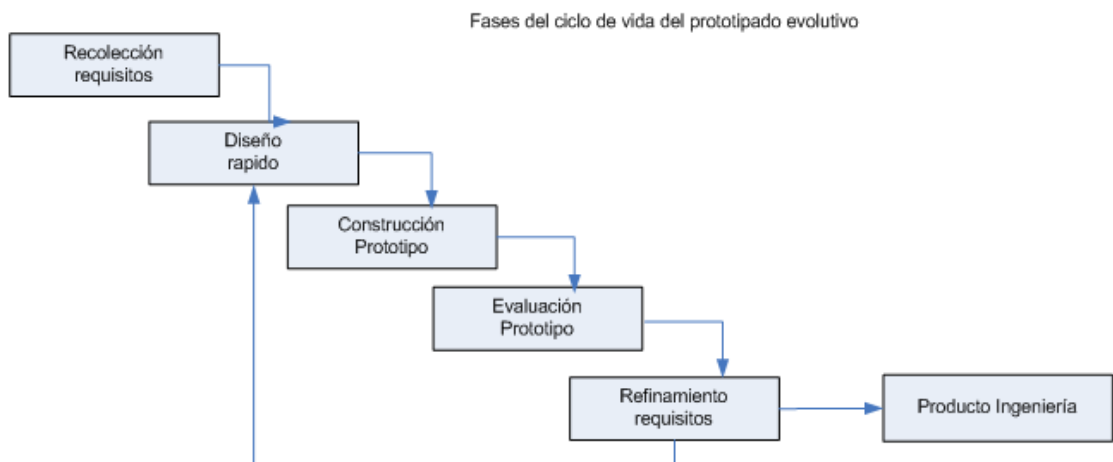 Fases del ciclo de vida del prototipado evolutivo
Recolección
requisitos
Diseño
rapido
Construcción
Prototipo
Evaluación
Prototipo
Refinamiento
requisitos
Producto Ingeniería